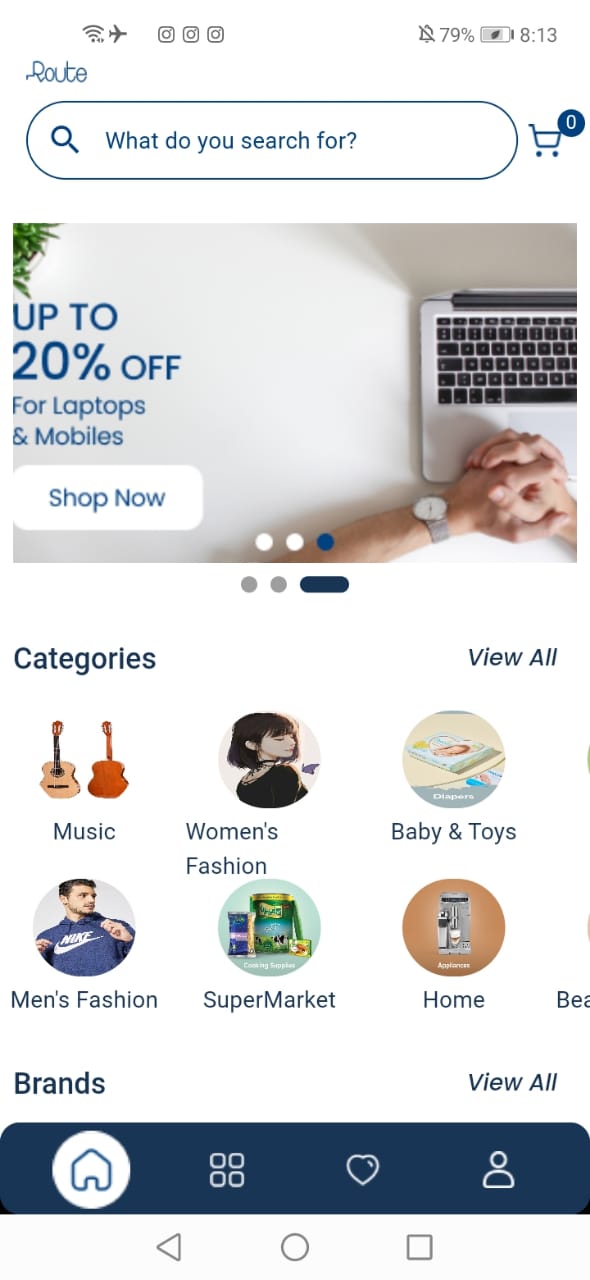 79% 8:13
Route
What do you search for?
0
UP TO
20% OFF
For Laptops
& Mobiles
Shop Now
Categories
View All
Diapers
Music
Women's
Fashion
Baby & Toys
NIKE
Cooking Supplies
Appliances
Men's Fashion
SuperMarket
Home
Bea
Brands
View All